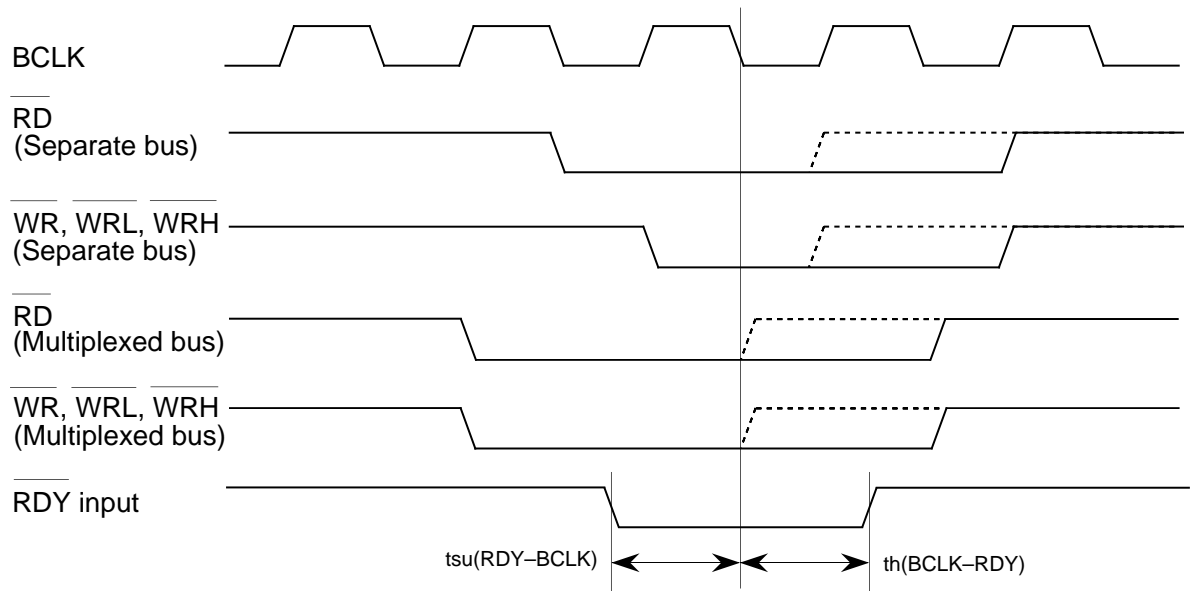 BCLK
RD
(Separate bus)
WR, WRL, WRH
(Separate bus)
RD
(Multiplexed bus)
WR, WRL, WRH
(Multiplexed bus)
RDY input
tsu(RDY–BCLK)
th(BCLK–RDY)